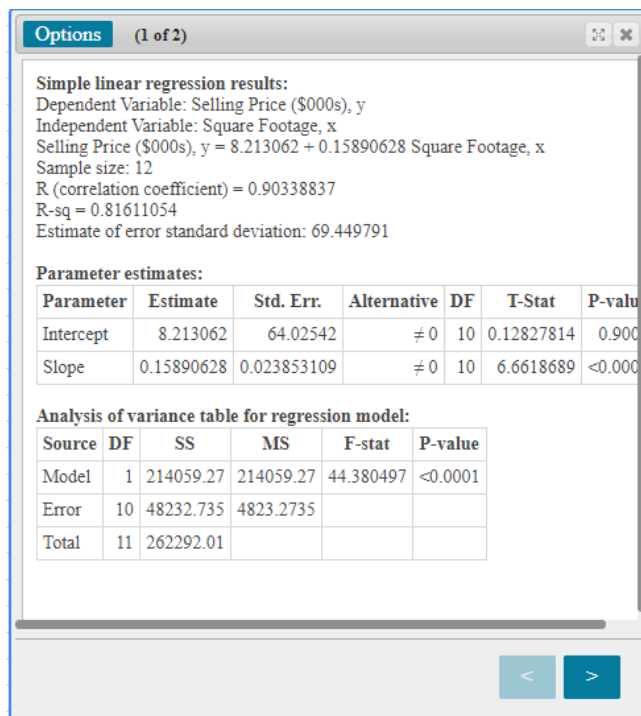 Options (1 of 2)
Simple linear regression results:
Dependent Variable: Selling Price ($000s), y
Independent Variable: Square Footage, x
Selling Price ($000s), y = 8.213062 + 0.15890628 Square Footage, x
Sample size: 12
R (correlation coefficient) = 0.90338837
R-sq = 0.81611054
Estimate of error standard deviation: 69.449791
Parameter estimates:
Parameter Estimate Std. Err. Alternative DF T-Stat P-valu
Intercept 8.213062 64.02542 ≠ 0 10 0.12827814 0.900
Slope 0.15890628 0.023853109 ≠ 0 10 6.6618689 <0.000
Analysis of variance table for regression model:
Source DF SS MS F-stat P-value
Model 1 214059.27 214059.27 44.380497 <0.0001
Error 10 48232.735 4823.2735
Total 11 262292.01
< >